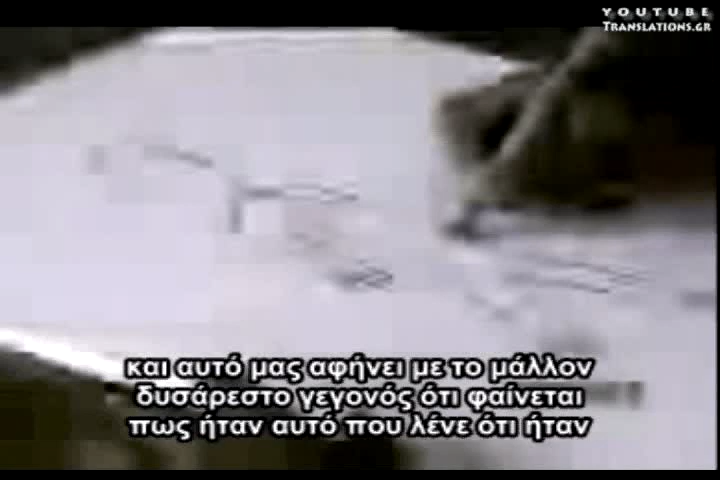 YOUTUBE
TRANSLATIONS.GR
και αυτό μας αφήνει με το μάλλον
δυσάρεστο γεγονός ότι φαίνεται
πως ήταν αυτό που λένε ότι ήταν